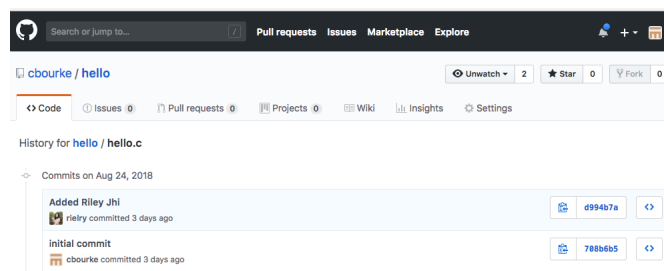 Search or jump to... /
Pull requests Issues Marketplace Explore
cbourke / hello
Unwatch 2 Star 0 Fork 0
Code Issues 0 Pull requests 0 Projects 0 Wiki Insights Settings
History for hello / hello.c
Commits on Aug 24, 2018
Added Riley Jhi
rielry committed 3 days ago
d994b7a
initial commit
cbourke committed 3 days ago
708b6b5